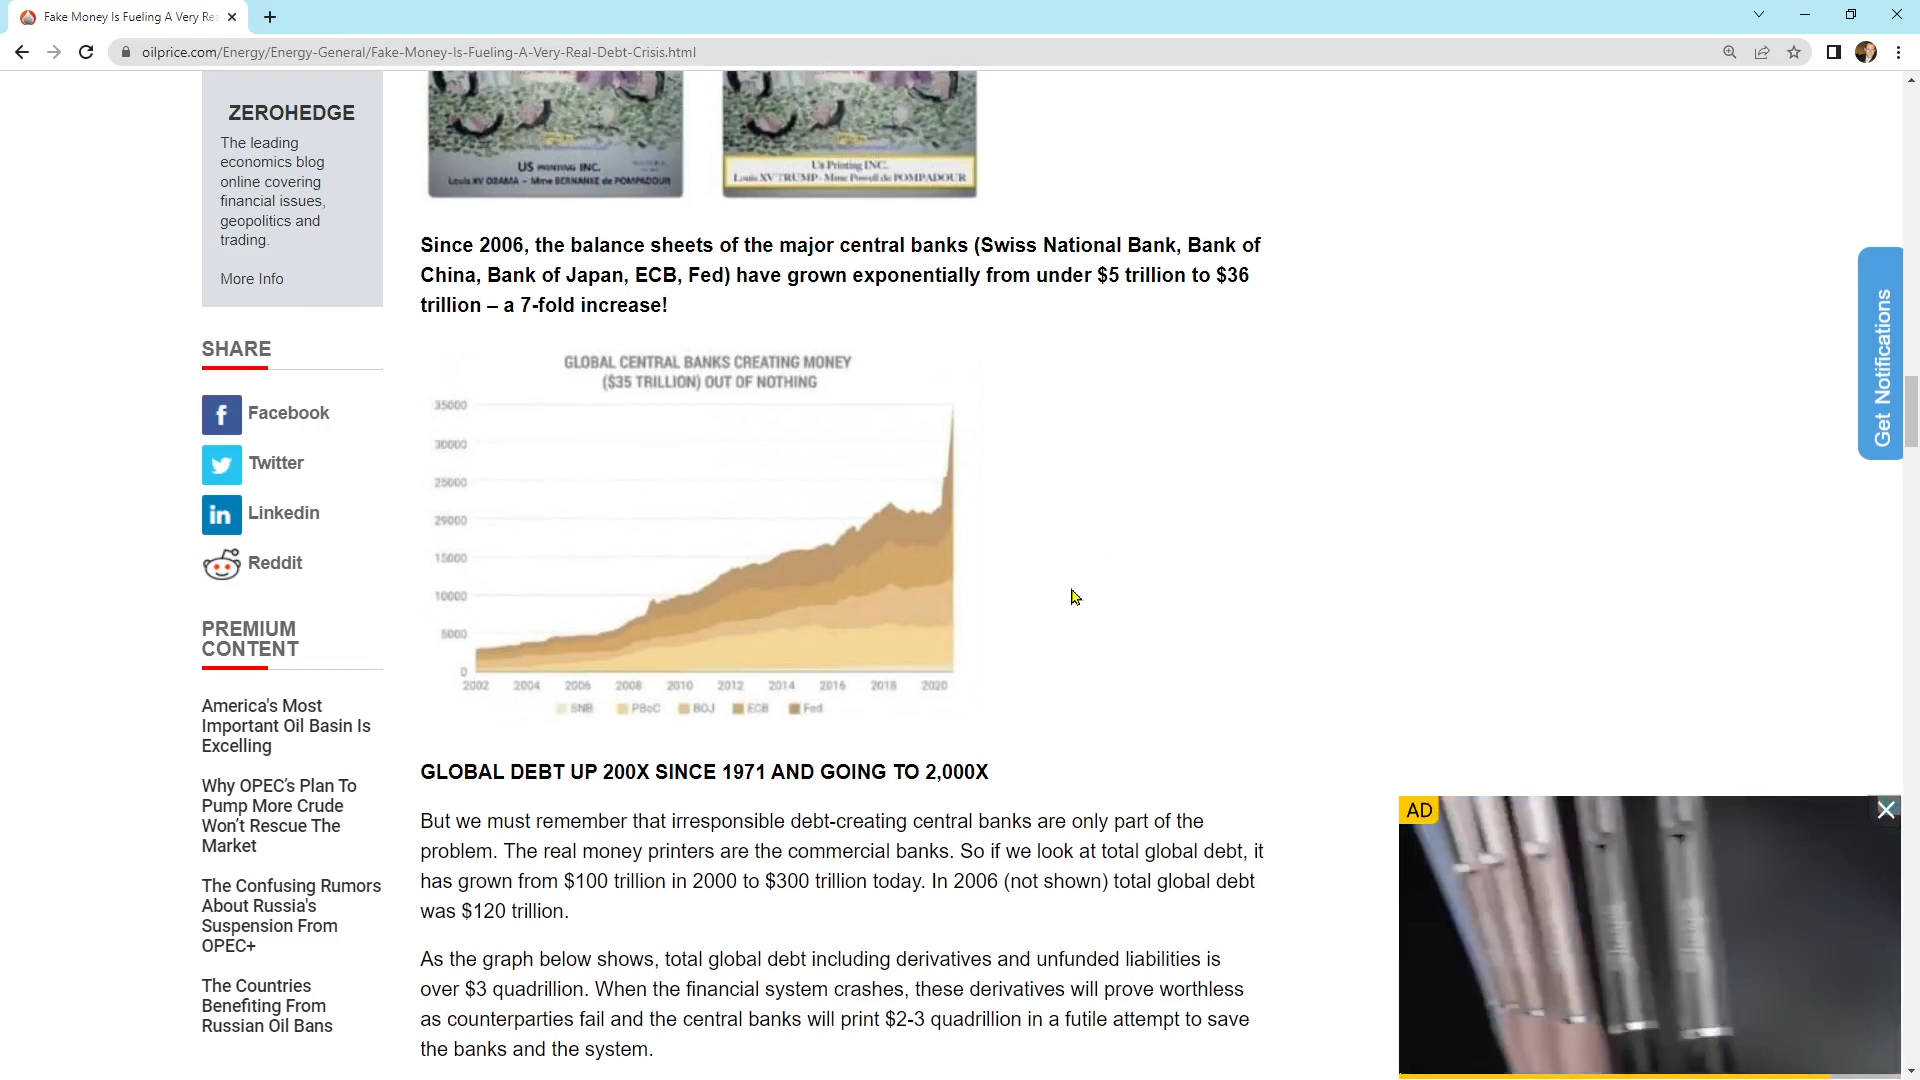 Fake Money Is Fueling A Very Rea
oilprice.com/Energy/Energy-General/Fake-Money-Is-Fueling-A-Very-Real-Debt-Crisis.html
ZEROHEDGE
The leading
economics blog
online covering
financial issues,
geopolitics and
trading.
More Info
SHARE
Facebook
Twitter
Linkedin
Reddit
PREMIUM
CONTENT
America's Most
Important Oil Basin Is
Excelling
Why OPEC’s Plan To
Pump More Crude
Won’t Rescue The
Market
The Confusing Rumors
About Russia's
Suspension From
OPEC+
The Countries
Benefiting From
Russian Oil Bans
US PRINTING INC.
Louis XV OBAMA - Mme BERNANKE de POMPADOUR
Us Printing INC.
Louis XV TRUMP - Mme Powell de POMPADOUR
Since 2006, the balance sheets of the major central banks (Swiss National Bank, Bank of
China, Bank of Japan, ECB, Fed) have grown exponentially from under $5 trillion to $36
trillion – a 7-fold increase!
GLOBAL CENTRAL BANKS CREATING MONEY
($35 TRILLION) OUT OF NOTHING
35000
30000
25000
29000
15000
10000
5000
0
2002 2004 2006 2008 2010 2012 2014 2016 2018 2020
SNB PBoC BOJ ECB Fed
GLOBAL DEBT UP 200X SINCE 1971 AND GOING TO 2,000X
But we must remember that irresponsible debt-creating central banks are only part of the
problem. The real money printers are the commercial banks. So if we look at total global debt, it
has grown from $100 trillion in 2000 to $300 trillion today. In 2006 (not shown) total global debt
was $120 trillion.
As the graph below shows, total global debt including derivatives and unfunded liabilities is
over $3 quadrillion. When the financial system crashes, these derivatives will prove worthless
as counterparties fail and the central banks will print $2-3 quadrillion in a futile attempt to save
the banks and the system.
Get Notifications
AD